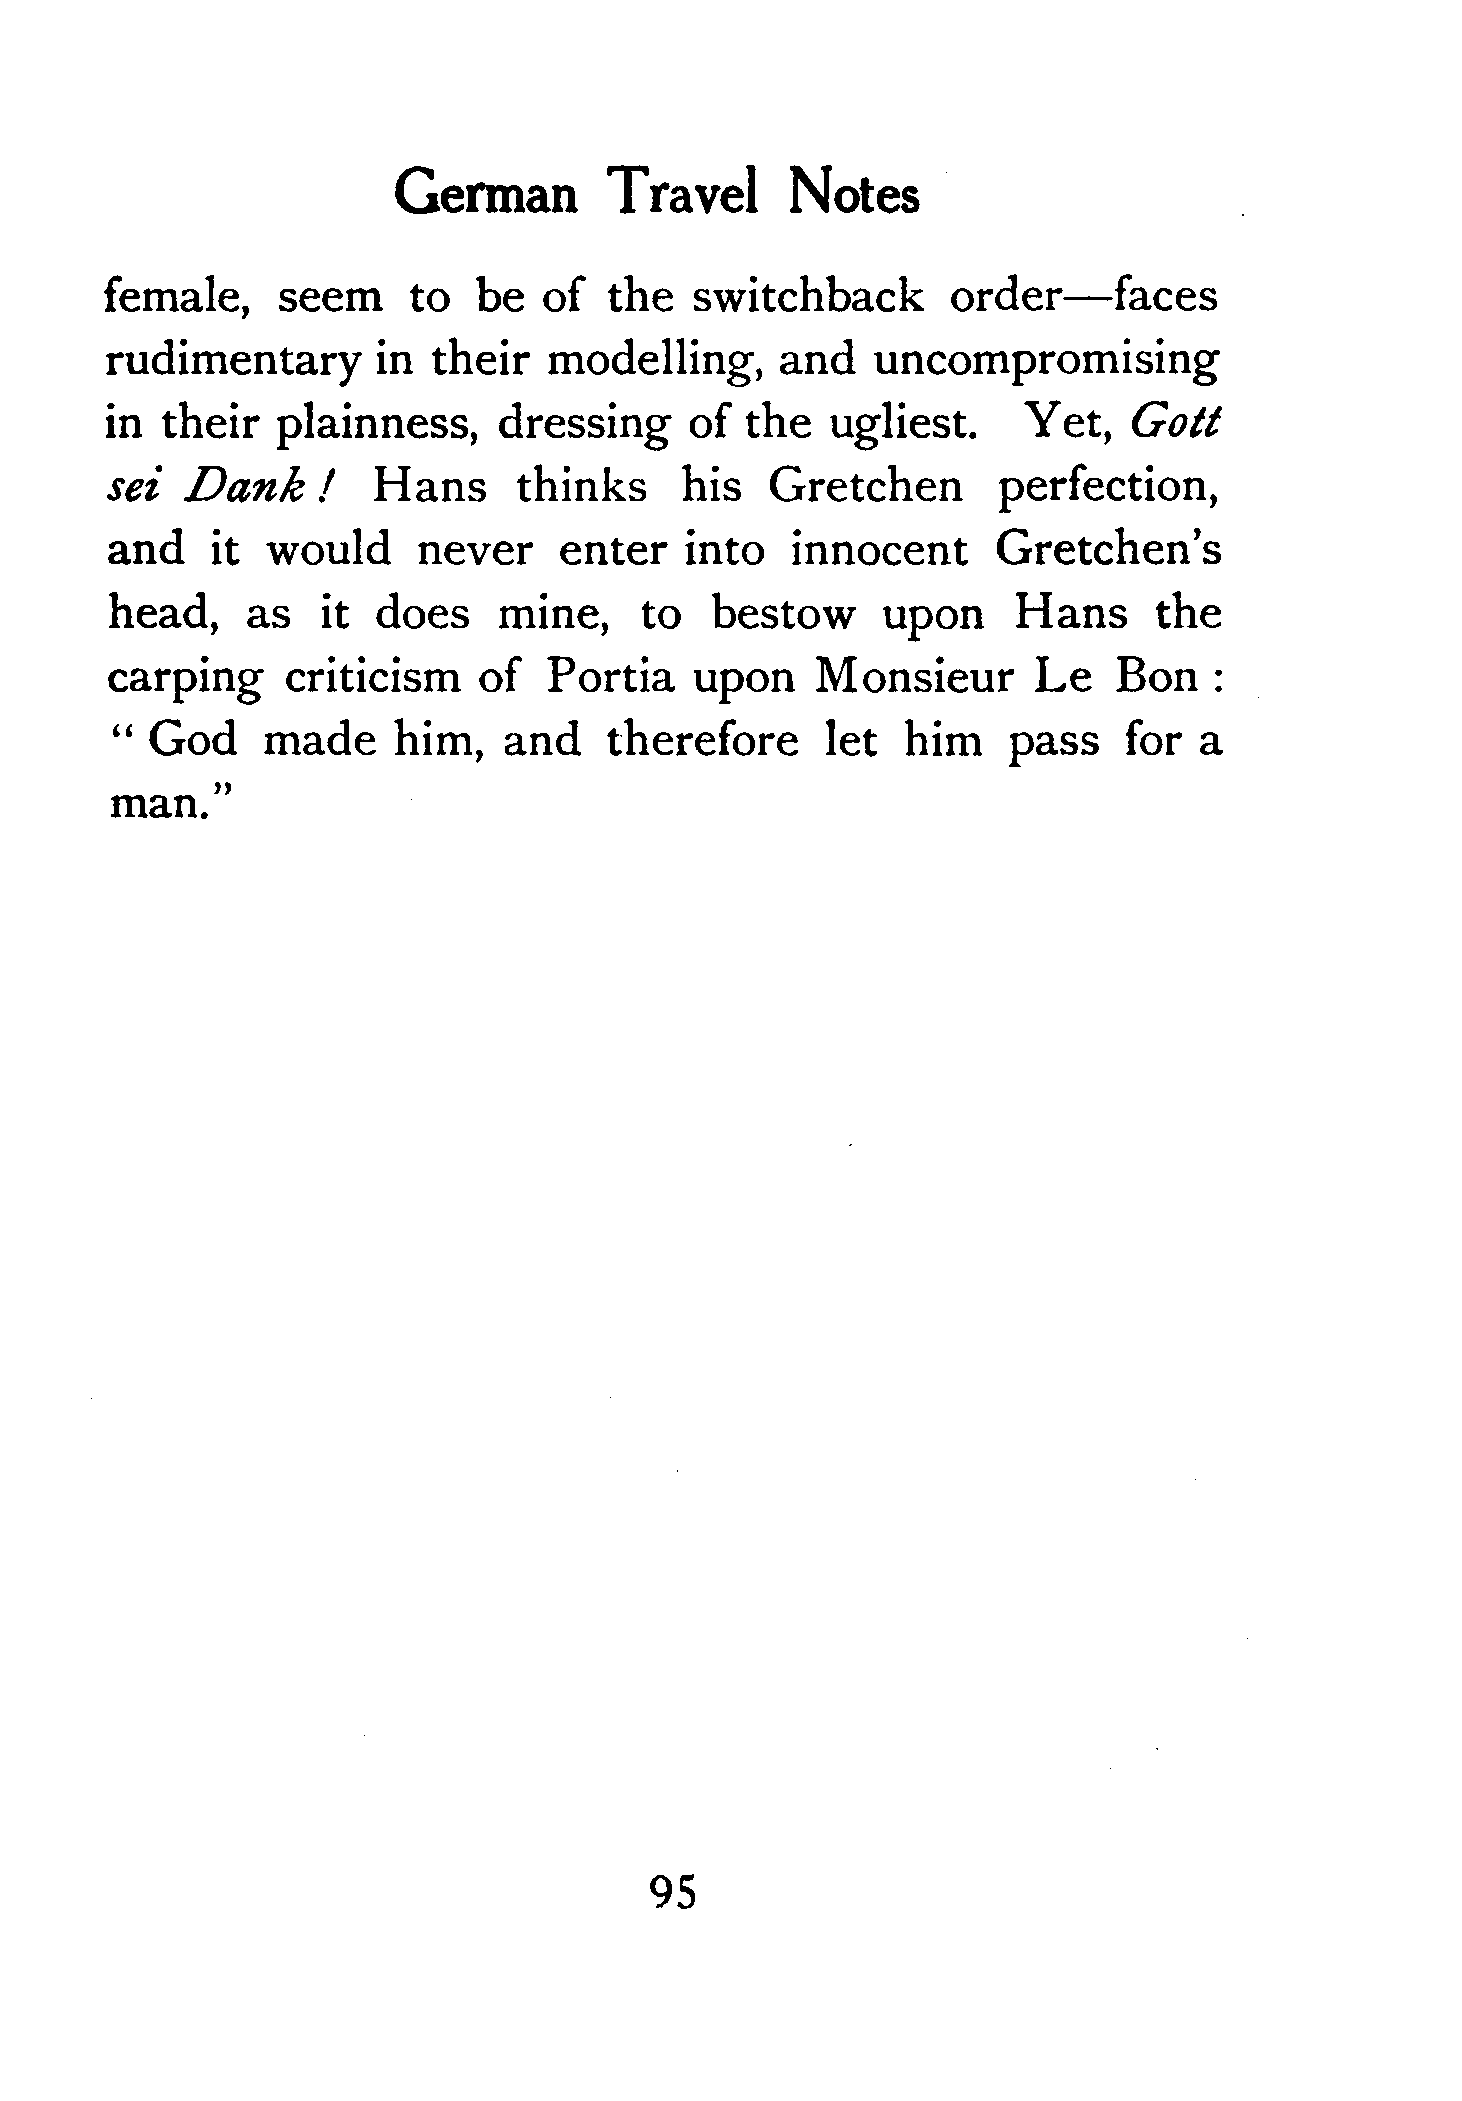 German Travel Notes
female, seem to be of the switchback order—faces
rudimentary in their modelling, and uncompromising
in their plainness, dressing of the ugliest. Yet, Gott
sei Dank! Hans thinks his Gretchen perfection,
and it would never enter into innocent Gretchen's
head, as it does mine, to bestow upon Hans the
carping criticism of Portia upon Monsieur Le Bon :
“ God made him, and therefore let him pass for a
man.”
95